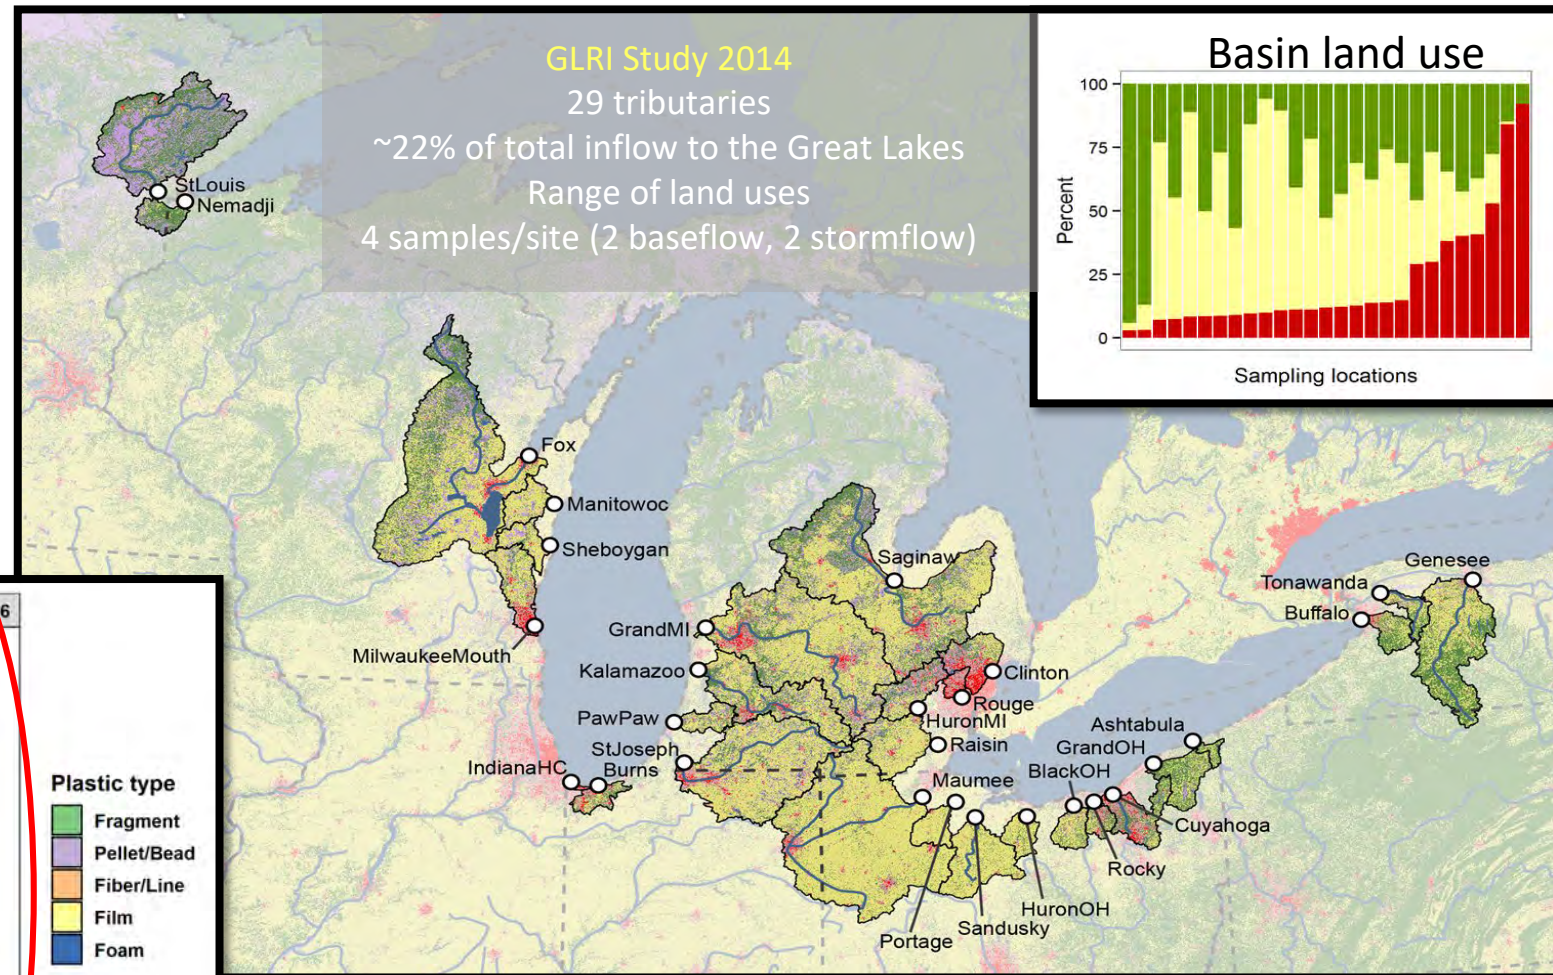 GLRI Study 2014
29 tributaries
~22% of total inflow to the Great Lakes
Range of land uses
4 samples/site (2 baseflow, 2 stormflow)
Basin land use
100
75
50
25
0
Percent
Sampling locations
StLouis
Nemadji
Fox
Manitowoc
Sheboygan
MilwaukeeMouth
Saginaw
GrandMI
Kalamazoo
PawPaw
StJoseph
IndianaHC
Burns
Clinton
Rouge
HuronMI
Raisin
Maumee
Ashtabula
GrandOH
BlackOH
Cuyahoga
Rocky
HuronOH
Sandusky
Portage
Tonawanda
Genesee
Buffalo
6
Plastic type
Fragment
Pellet/Bead
Fiber/Line
Film
Foam